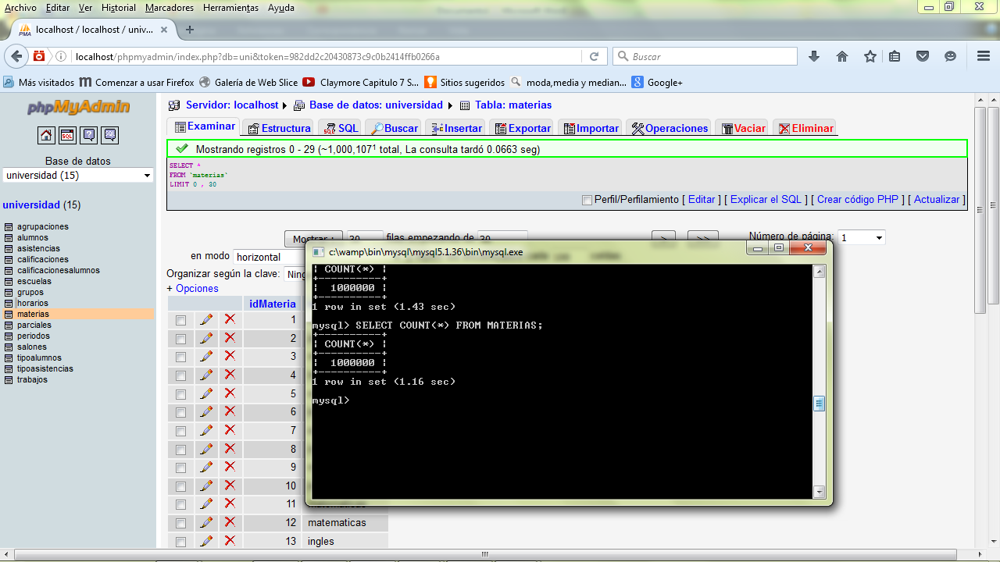 Archivo Editar Ver Historial Marcadores Herramientas Ayuda
localhost / localhost / univ...
localhost/phpmyadmin/index.php?db=uni&token=982dd2c20430873c9c0b2414ffb0266a
Buscar
Más visitados Comenzar a usar Firefox Galería de Web Slice Claymore Capitulo 7 S... Sitios sugeridos moda,media y median... Google+
phpMyAdmin
Base de datos
universidad (15)
universidad (15)
agrupaciones
alumnos
asistencias
calificaciones
calificacionesalumnos
escuelas
grupos
horarios
materias
parciales
periodos
salones
tipoalumnos
tipoasistencias
trabajos
Servidor: localhost Base de datos: universidad Tabla: materias
Examinar Estructura SQL Buscar Insertar Exportar Importar Operaciones Vaciar Eliminar
Mostrando registros 0 - 29 (~1,000,107¹ total, La consulta tardó 0.0663 seg)
SELECT *
FROM `materias`
LIMIT 0 , 30
Perfil/Perfilamiento [ Editar ] [ Explicar el SQL ] [ Crear código PHP ] [ Actualizar ]
Mostrar : 30 filas empezando de 30 > >> Número de página: 1
en modo horizontal
Organizar según la clave: Ning
+ Opciones
idMateria
1
2
3
4
5
6
7
8
9
10
11 matematicas
12 matematicas
13 ingles
c:\wamp\bin\mysql\mysql5.1.36\bin\mysql.exe
¦ COUNT(*) ¦
+----------+
¦  1000000 ¦
+----------+
1 row in set (1.43 sec)
mysql> SELECT COUNT(*) FROM MATERIAS;
+----------+
¦ COUNT(*) ¦
+----------+
¦  1000000 ¦
+----------+
1 row in set (1.16 sec)
mysql>